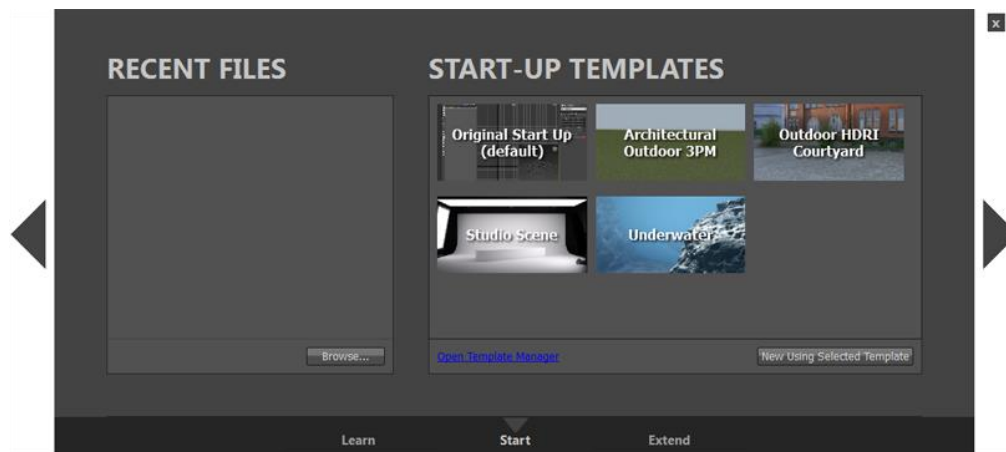 x
RECENT FILES
START-UP TEMPLATES
Original Start Up
(default)
Architectural
Outdoor 3PM
Outdoor HDRI
Courtyard
Studio Scene
Underwater
Browse...
Open Template Manager
New Using Selected Template
Learn
Start
Extend